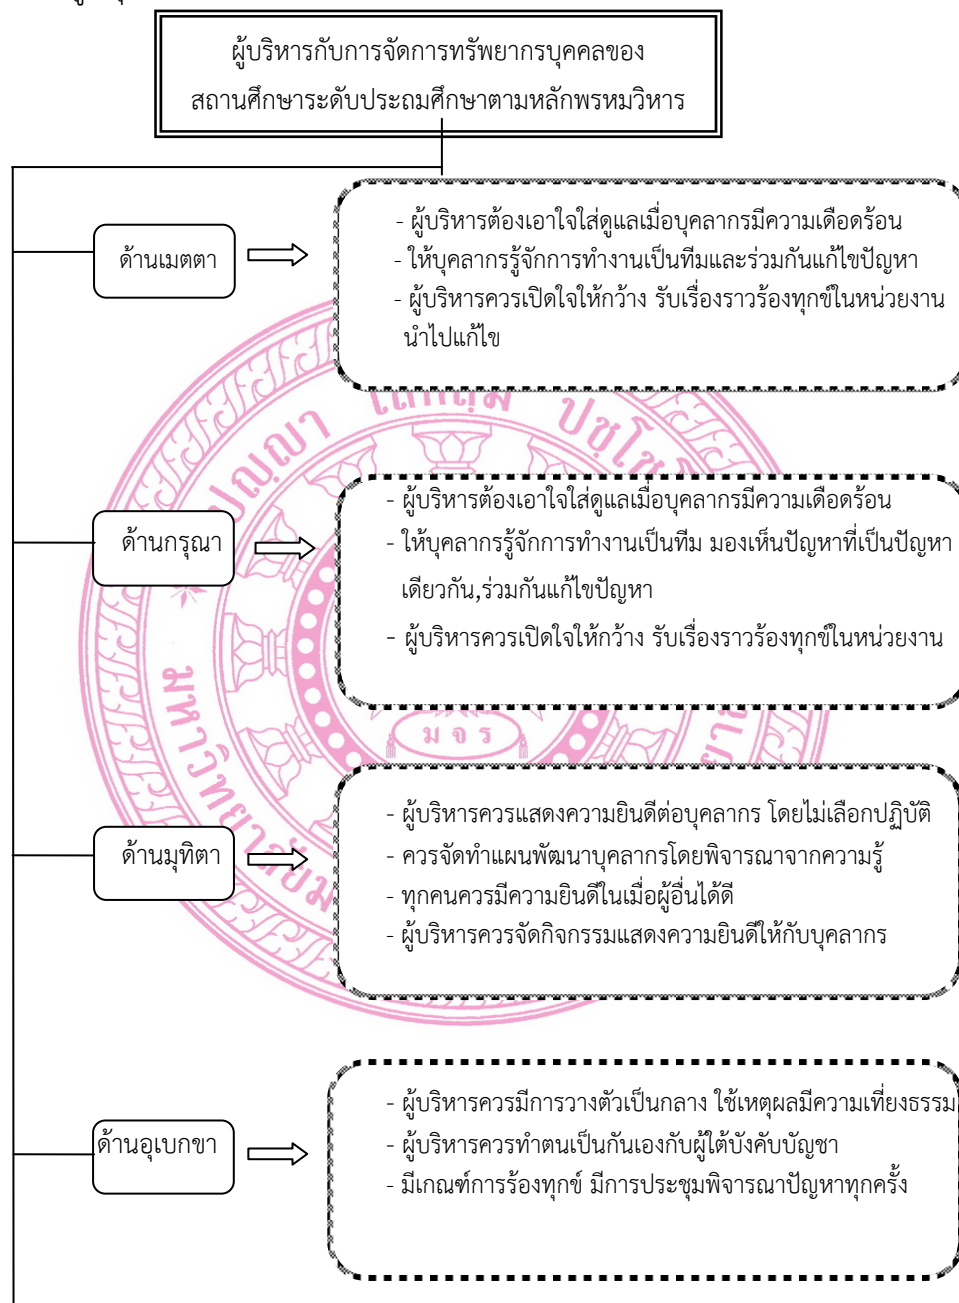 ผู้บริหารกับการจัดการทรัพยากรบุคคลของ
สถานศึกษาระดับประถมศึกษาตามหลักพรหมวิหาร
ด้านเมตตา
- ผู้บริหารต้องเอาใจใส่ดูแลเมื่อบุคลากรมีความเดือดร้อน
- ให้บุคลากรรู้จักการทำงานเป็นทีมและร่วมกันแก้ไขปัญหา
- ผู้บริหารควรเปิดใจให้กว้าง รับเรื่องราวร้องทุกข์ในหน่วยงาน
นำไปแก้ไข
ด้านกรุณา
- ผู้บริหารต้องเอาใจใส่ดูแลเมื่อบุคลากรมีความเดือดร้อน
- ให้บุคลากรรู้จักการทำงานเป็นทีม มองเห็นปัญหาที่เป็นปัญหา
เดียวกัน,ร่วมกันแก้ไขปัญหา
- ผู้บริหารควรเปิดใจให้กว้าง รับเรื่องราวร้องทุกข์ในหน่วยงาน
ด้านมุทิตา
- ผู้บริหารควรแสดงความยินดีต่อบุคลากร โดยไม่เลือกปฏิบัติ
- ควรจัดทำแผนพัฒนาบุคลากรโดยพิจารณาจากความรู้
- ทุกคนควรมีความยินดีในเมื่อผู้อื่นได้ดี
- ผู้บริหารควรจัดกิจกรรมแสดงความยินดีให้กับบุคลากร
ด้านอุเบกขา
- ผู้บริหารควรมีการวางตัวเป็นกลาง ใช้เหตุผลมีความเที่ยงธรรม
- ผู้บริหารควรทำตนเป็นกันเองกับผู้ใต้บังคับบัญชา
- มีเกณฑ์การร้องทุกข์ มีการประชุมพิจารณาปัญหาทุกครั้ง
ปญฺญา
ม จ ร